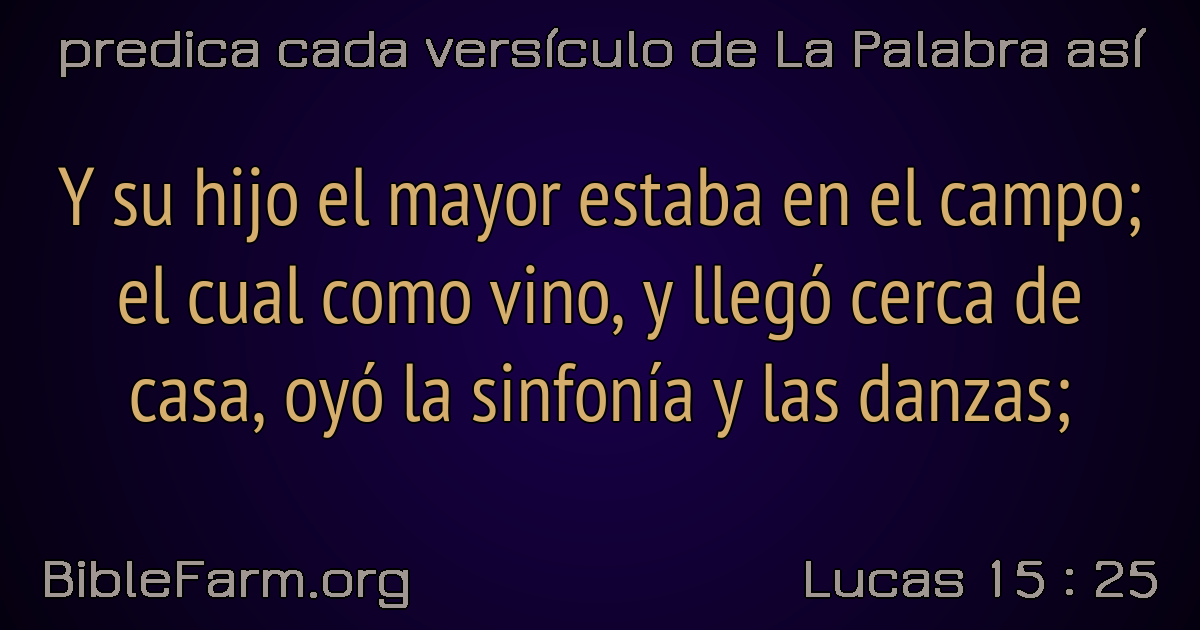 predica cada versículo de La Palabra así
Y su hijo el mayor estaba en el campo;
el cual como vino, y llegó cerca de
casa, oyó la sinfonía y las danzas;
BibleFarm.org
Lucas 15 : 25